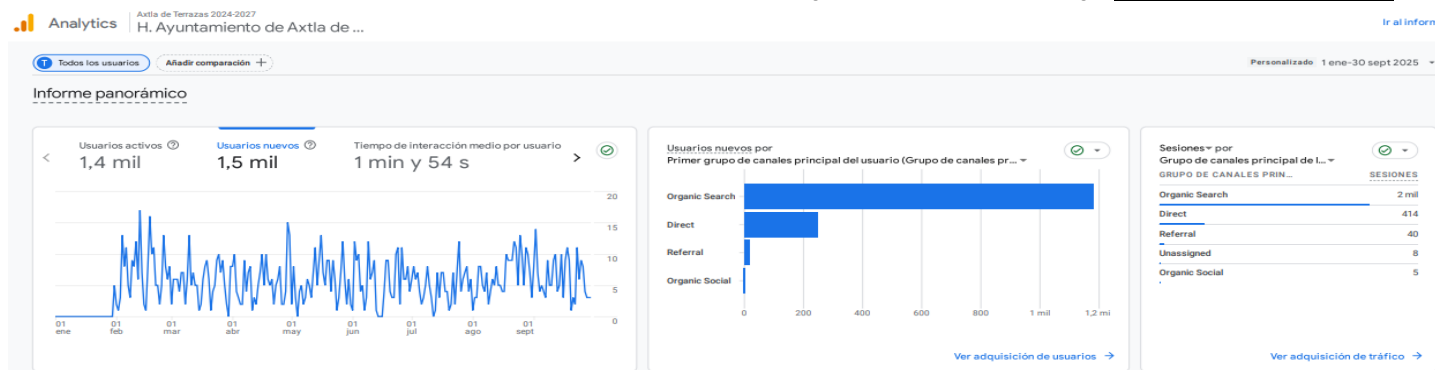 Analytics
Axtla de Terrazas 2024-2027
H. Ayuntamiento de Axtla de ...
Ir al inform
T Todos los usuarios
Añadir comparación +
Personalizado 1 ene-30 sept 2025
Informe panorámico
Usuarios activos
1,4 mil
Usuarios nuevos
1,5 mil
Tiempo de interacción medio por usuario
1 min y 54 s
20
15
10
5
0
01 ene
01 feb
01 mar
01 abr
01 may
01 jun
01 jul
01 ago
01 sept
Usuarios nuevos por
Primer grupo de canales principal del usuario (Grupo de canales pr...
Organic Search
Direct
Referral
Organic Social
0 200 400 600 800 1 mil 1,2 mi
Ver adquisición de usuarios →
Sesiones por
Grupo de canales principal de l...
GRUPO DE CANALES PRIN... SESIONES
Organic Search 2 mil
Direct 414
Referral 40
Unassigned 8
Organic Social 5
Ver adquisición de tráfico →